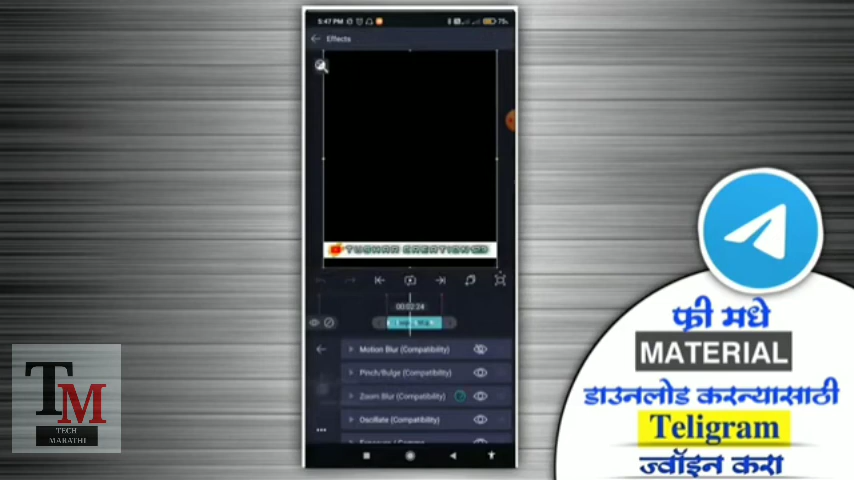 5:47 PM
75%
Effects
TUSHAR CREATION
00:02:24
Motion Blur (Compatibility)
Pinch/Bulge (Compatibility)
Zoom Blur (Compatibility)
Oscillate (Compatibility)
TM
TECH
MARATHI
फ्री मधे
MATERIAL
डाउनलोड करन्यासाठी
Teligram
ज्वॉइन करा